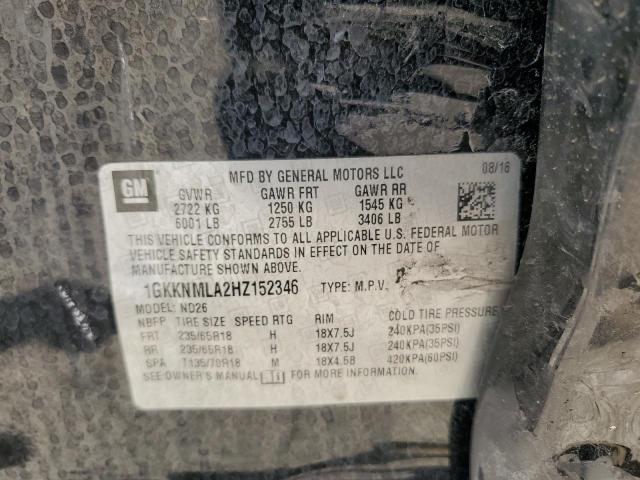 GM
MFD BY GENERAL MOTORS LLC
08/16
GVWR GAWR FRT GAWR RR
2722 KG 1250 KG 1545 KG
6001 LB 2755 LB 3406 LB
THIS VEHICLE CONFORMS TO ALL APPLICABLE U.S. FEDERAL MOTOR
VEHICLE SAFETY STANDARDS IN EFFECT ON THE DATE OF
MANUFACTURE SHOWN ABOVE.
1GKKNMLA2HZ152346 TYPE: M.P.V.
MODEL: ND26
NBFP TIRE SIZE SPEED RTG RIM COLD TIRE PRESSURE
FRT 235/65R18 H 18X7.5J 240KPA(35PSI)
RR 235/65R18 H 18X7.5J 240KPA(35PSI)
SPA T135/70R18 M 18X4.5B 420KPA(60PSI)
SEE OWNER'S MANUAL FOR MORE INFORMATION.